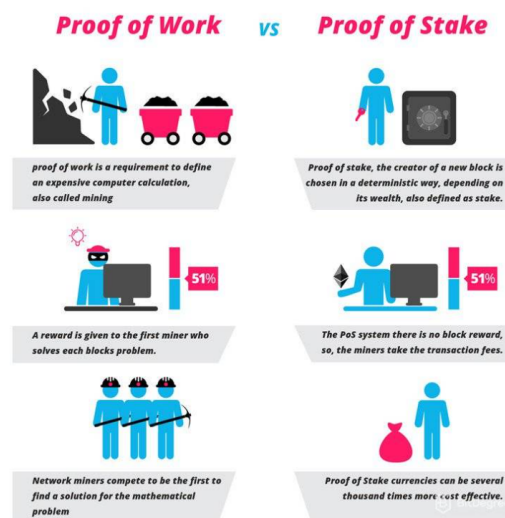 Proof of Work vs Proof of Stake
proof of work is a requirement to define
an expensive computer calculation,
also called mining
Proof of stake, the creator of a new block is
chosen in a deterministic way, depending on
its wealth, also defined as stake.
51%
51%
A reward is given to the first miner who
solves each blocks problem.
The PoS system there is no block reward,
so, the miners take the transaction fees.
Network miners compete to be the first to
find a solution for the mathematical
problem
Proof of Stake currencies can be several
thousand times more cost effective.